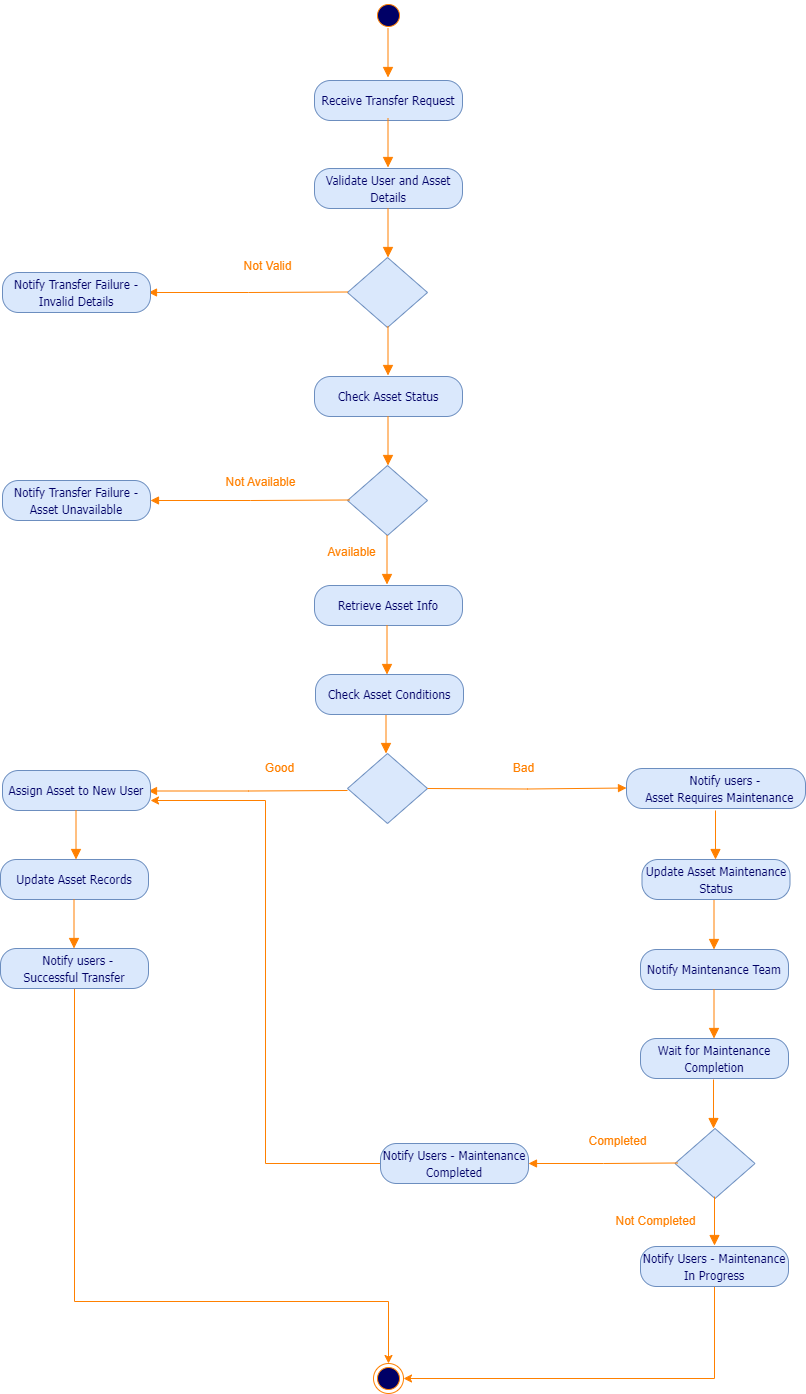 Receive Transfer Request
Validate User and Asset
Details
Not Valid
Notify Transfer Failure -
Invalid Details
Check Asset Status
Not Available
Notify Transfer Failure -
Asset Unavailable
Available
Retrieve Asset Info
Check Asset Conditions
Good
Bad
Assign Asset to New User
Notify users -
Asset Requires Maintenance
Update Asset Records
Update Asset Maintenance
Status
Notify users -
Successful Transfer
Notify Maintenance Team
Wait for Maintenance
Completion
Completed
Notify Users - Maintenance
Completed
Not Completed
Notify Users - Maintenance
In Progress